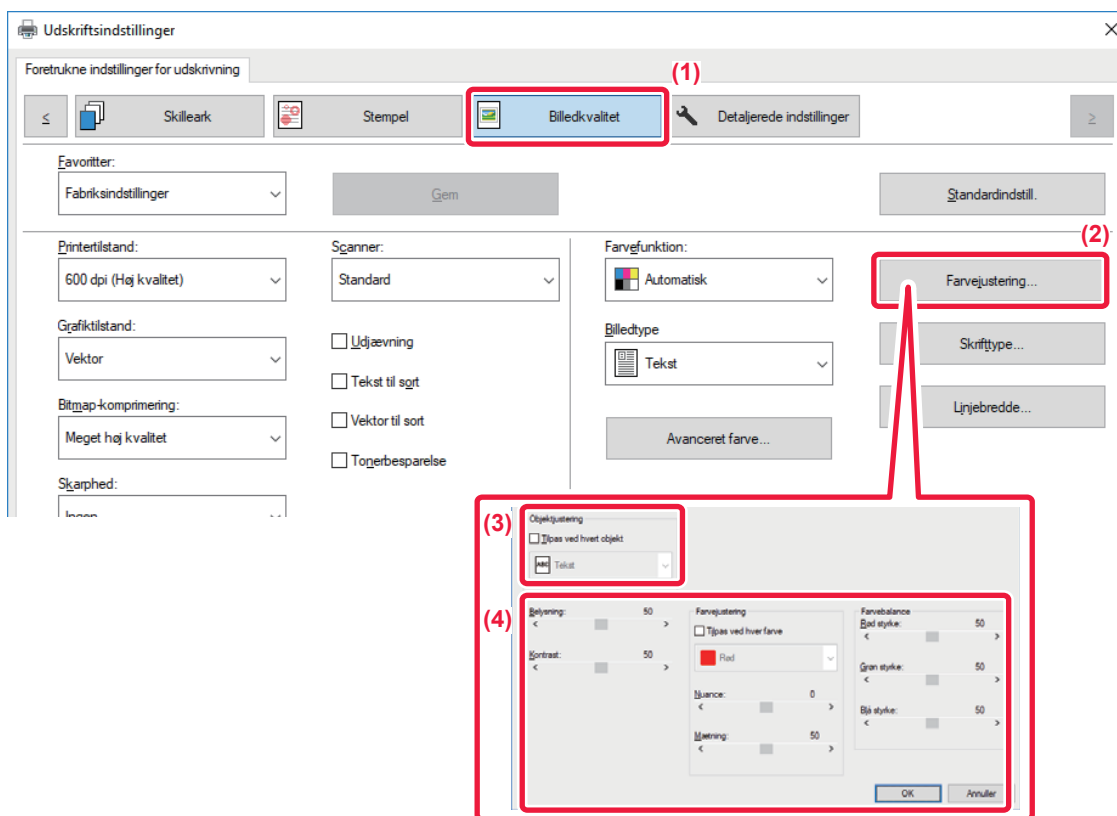 Udskriftsindstillinger
Foretrukne indstillinger for udskrivning
(1)
< Skilleark Stempel Billedkvalitet Detaljerede indstillinger >
Favoritter:
Fabriksindstillinger Gem Standardindstill.
(2)
Printertilstand: Scanner: Farvefunktion:
600 dpi (Høj kvalitet) Standard Automatisk Farvejustering...
Grafiktilstand: Udjævning Billedtype
Vektor Tekst Skrifttype...
Tekst til sort
Bitmap-komprimering: Vektor til sort Linjebredde...
Meget høj kvalitet Avanceret farve...
Tonerbesparelse
Skarphed:
Ingen
(3) Objektjustering
Tilpas ved hvert objekt
ABC Tekst
(4) Belysning: 50 Farvejustering Farvebalance
< > Tilpas ved hver farve Rød styrke: 50
< >
Kontrast: 50 Rød Grøn styrke: 50
< > < >
Nuance: 0 Blå styrke: 50
< > < >
Mætning: 50
< >
OK Annuller